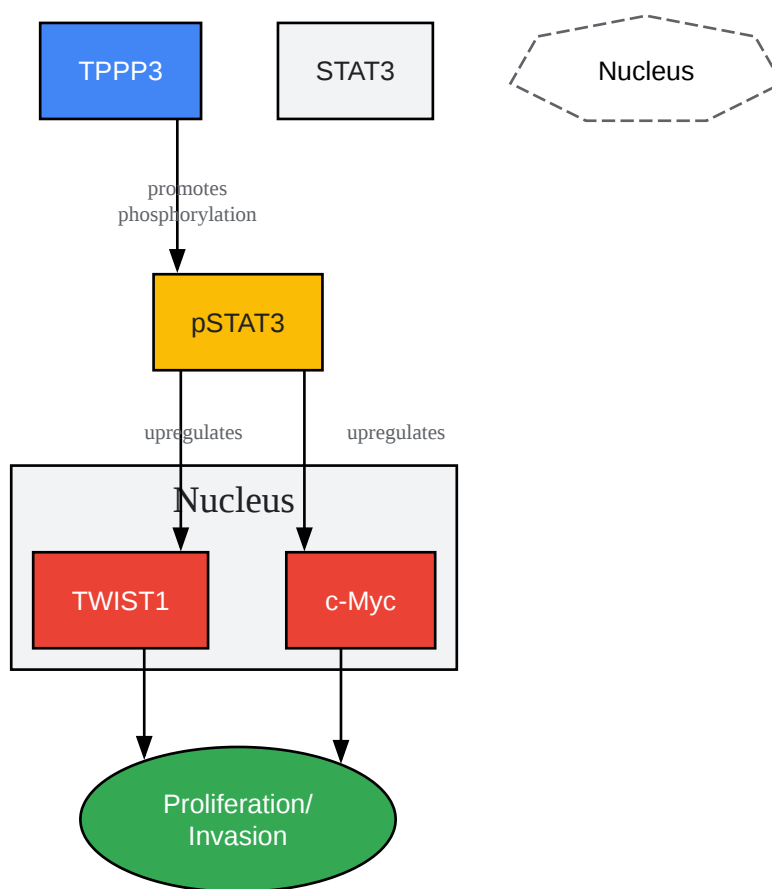 TPPP3
STAT3
Nucleus
promotes
phosphorylation
pSTAT3
upregulates
upregulates
Nucleus
TWIST1
c-Myc
Proliferation/
Invasion